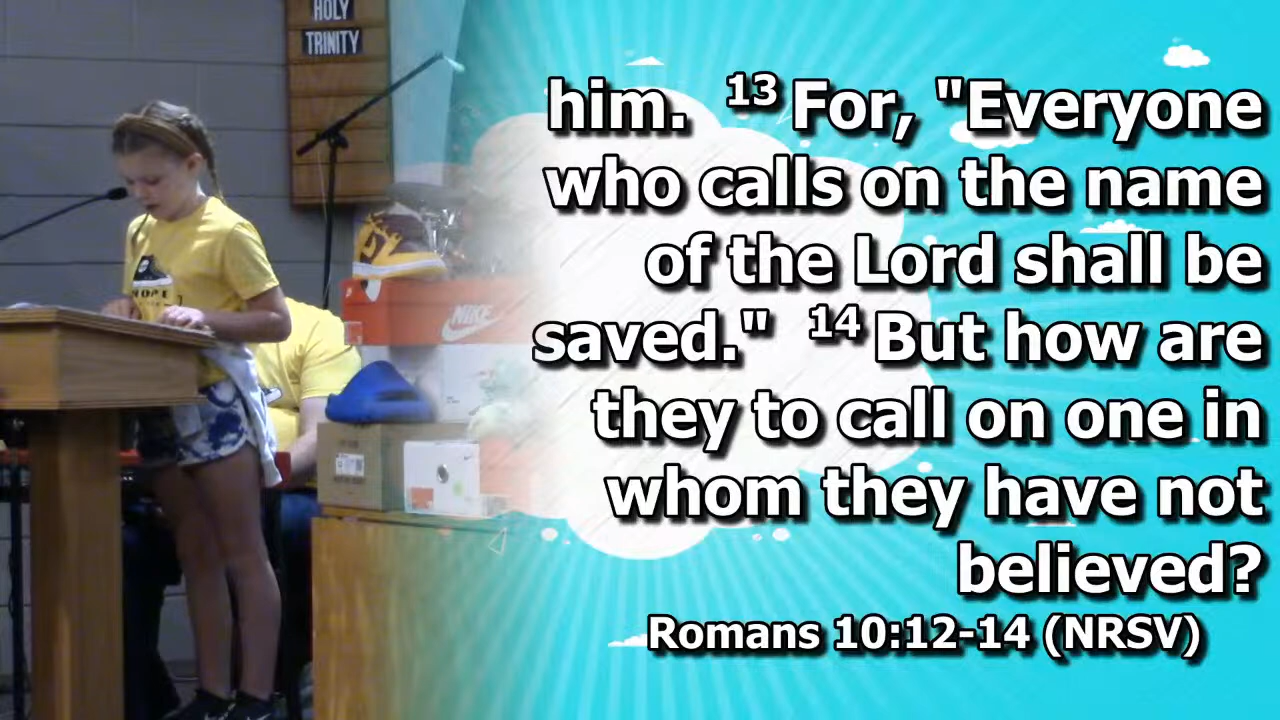 HOLY
TRINITY
HOPE
NIKE
him. 13 For, "Everyone
who calls on the name
of the Lord shall be
saved." 14 But how are
they to call on one in
whom they have not
believed?
Romans 10:12-14 (NRSV)